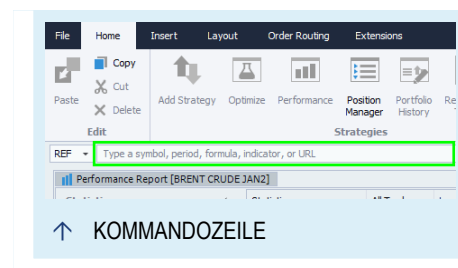 File Home Insert Layout Order Routing Extensions
Copy
Cut
Paste Delete Add Strategy Optimize Performance Position Manager Portfolio History
Edit Strategies
REF Type a symbol, period, formula, indicator, or URL
Performance Report [BRENT CRUDE JAN2]
KOMMANDOZEILE